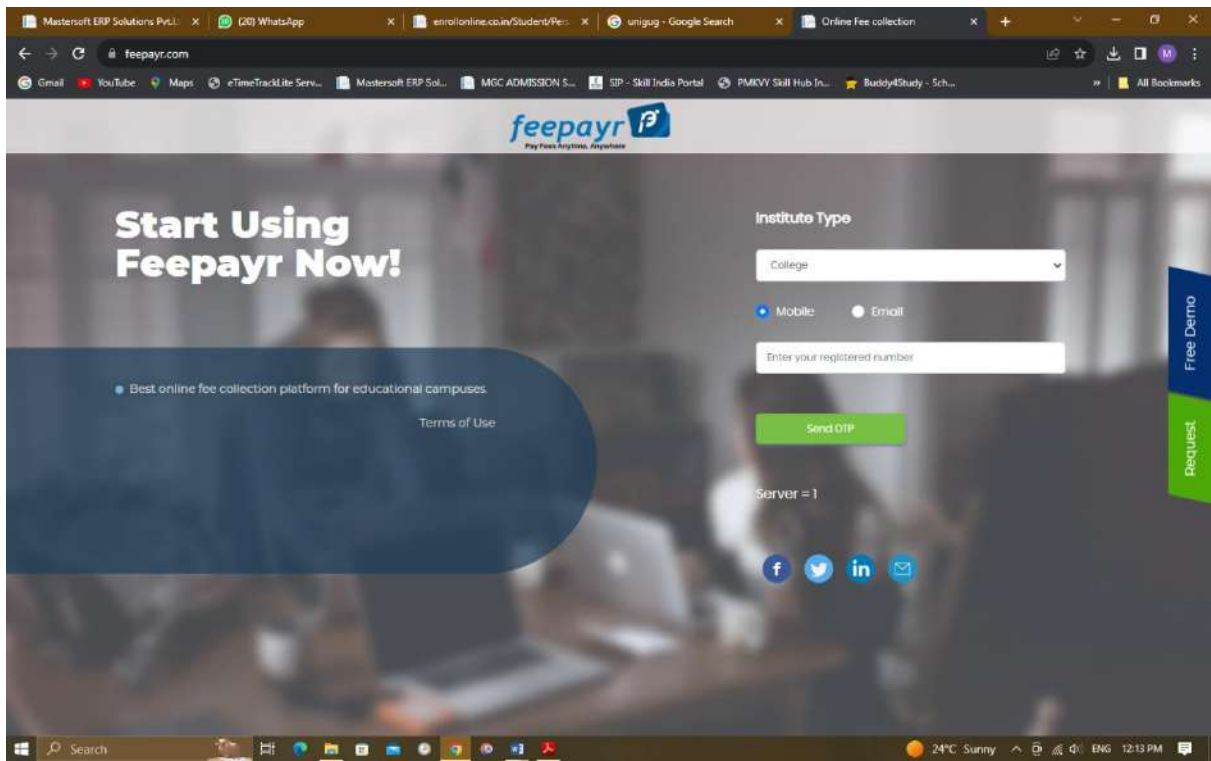 Mastersoft ERP Solutions Pvt.L
(20) WhatsApp
enrollonline.co.in/Student/Per
unigug - Google Search
Online Fee collection
feepayr.com
M
Gmail
YouTube
Maps
eTimeTrackLite Serv...
Mastersoft ERP Sol...
MGC ADMISSION S...
SIP - Skill India Portal
PMKVY Skill Hub In...
Buddy4Study - Sch...
All Bookmarks
feepayr
Pay Fees Anytime, Anywhere
Start Using
Feepayr Now!
Best online fee collection platform for educational campuses.
Terms of Use
Institute Type
College
Mobile
Email
Enter your registered number
Send OTP
Server = 1
Free Demo
Request
Search
24°C Sunny
ENG
12:13 PM